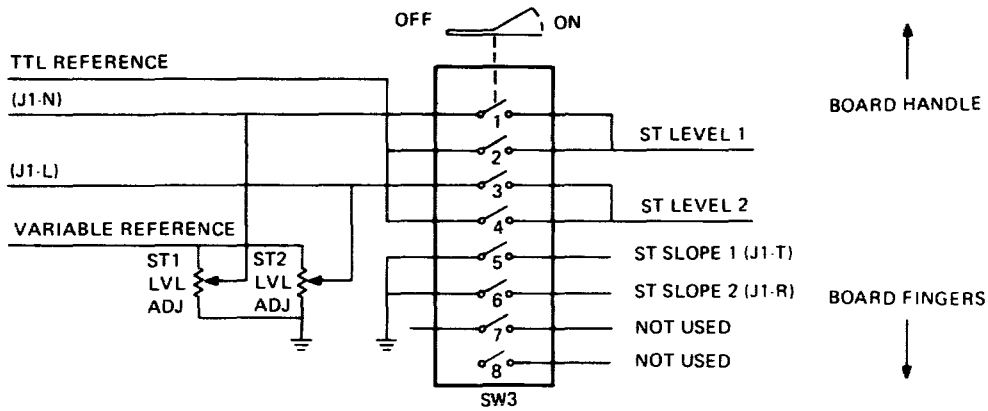 OFF
ON
TTL REFERENCE
(J1-N)
BOARD HANDLE
1
ST LEVEL 1
2
(J1-L)
3
ST LEVEL 2
4
VARIABLE REFERENCE
ST1
LVL
ADJ
ST2
LVL
ADJ
5
ST SLOPE 1 (J1-T)
6
ST SLOPE 2 (J1-R)
BOARD FINGERS
7
NOT USED
8
NOT USED
SW3